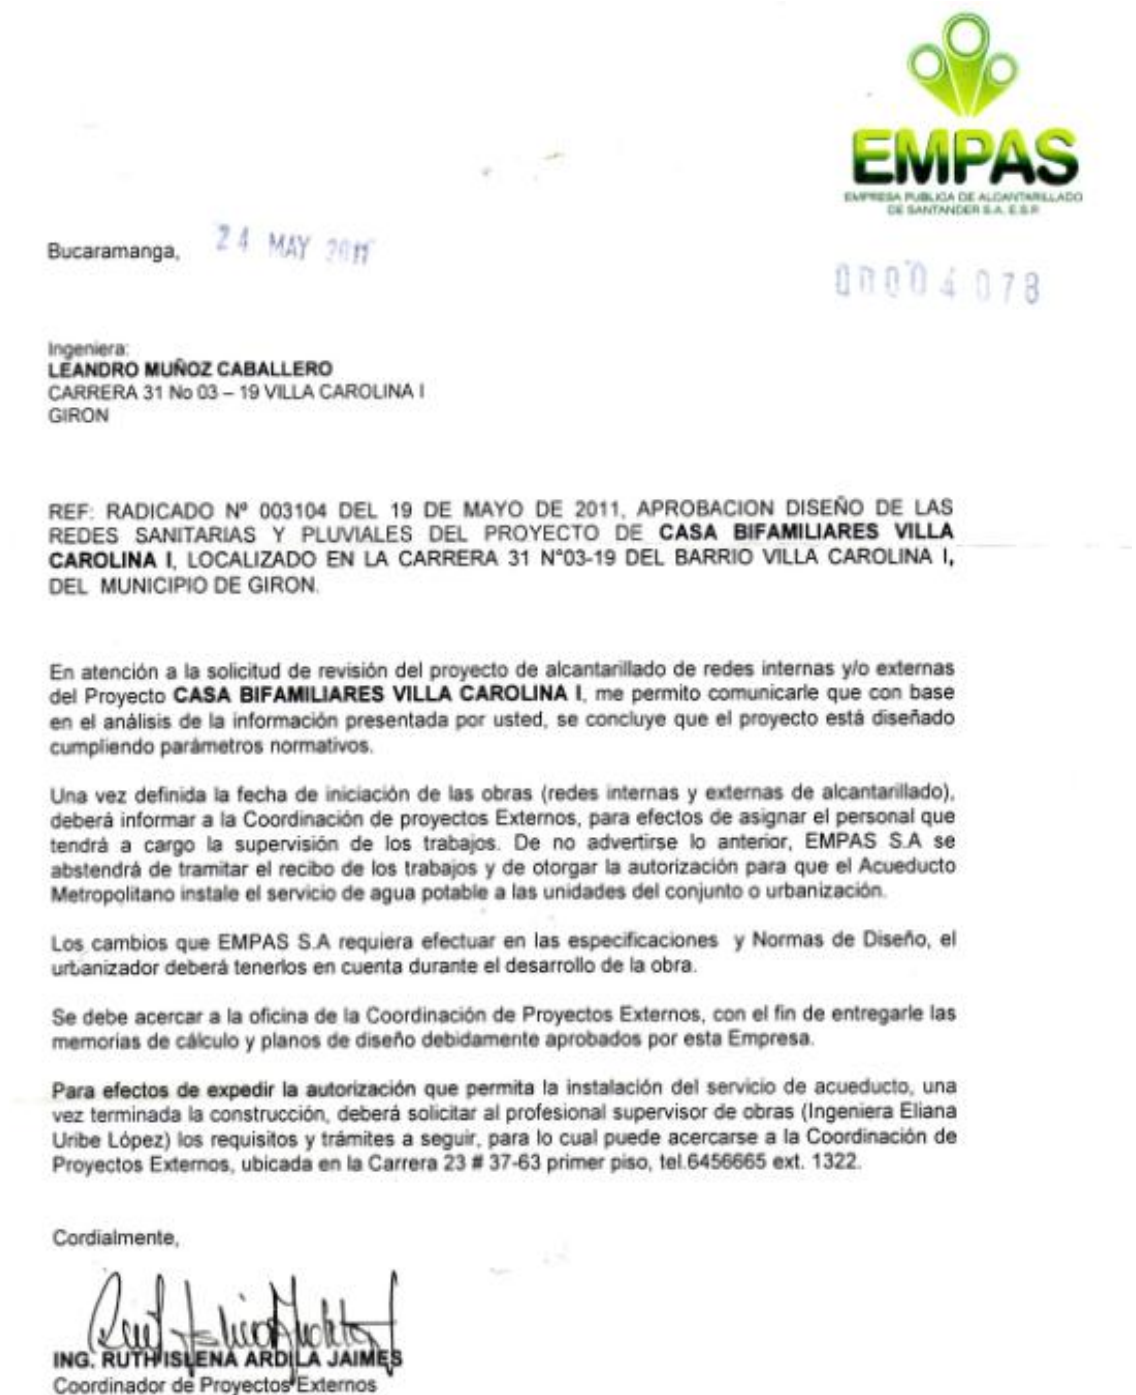 EMPAS
EMPRESA PUBLICA DE ALCANTARILLADO
DE SANTANDER S.A. E.S.P.
Bucaramanga, 24 MAY 2011
00004078
Ingeniera:
LEANDRO MUÑOZ CABALLERO
CARRERA 31 No 03 – 19 VILLA CAROLINA I
GIRON
REF: RADICADO Nº 003104 DEL 19 DE MAYO DE 2011, APROBACION DISEÑO DE LAS
REDES SANITARIAS Y PLUVIALES DEL PROYECTO DE CASA BIFAMILIARES VILLA
CAROLINA I, LOCALIZADO EN LA CARRERA 31 N°03-19 DEL BARRIO VILLA CAROLINA I,
DEL MUNICIPIO DE GIRON.
En atención a la solicitud de revisión del proyecto de alcantarillado de redes internas y/o externas
del Proyecto CASA BIFAMILIARES VILLA CAROLINA I, me permito comunicarle que con base
en el análisis de la información presentada por usted, se concluye que el proyecto está diseñado
cumpliendo parámetros normativos.
Una vez definida la fecha de iniciación de las obras (redes internas y externas de alcantarillado),
deberá informar a la Coordinación de proyectos Externos, para efectos de asignar el personal que
tendrá a cargo la supervisión de los trabajos. De no advertirse lo anterior, EMPAS S.A se
abstendrá de tramitar el recibo de los trabajos y de otorgar la autorización para que el Acueducto
Metropolitano instale el servicio de agua potable a las unidades del conjunto o urbanización.
Los cambios que EMPAS S.A requiera efectuar en las especificaciones y Normas de Diseño, el
urbanizador deberá tenerlos en cuenta durante el desarrollo de la obra.
Se debe acercar a la oficina de la Coordinación de Proyectos Externos, con el fin de entregarle las
memorias de cálculo y planos de diseño debidamente aprobados por esta Empresa.
Para efectos de expedir la autorización que permita la instalación del servicio de acueducto, una
vez terminada la construcción, deberá solicitar al profesional supervisor de obras (Ingeniera Eliana
Uribe López) los requisitos y trámites a seguir, para lo cual puede acercarse a la Coordinación de
Proyectos Externos, ubicada en la Carrera 23 # 37-63 primer piso, tel.6456665 ext. 1322.
Cordialmente,
ING. RUTH ISLENA ARDILA JAIMES
Coordinador de Proyectos Externos